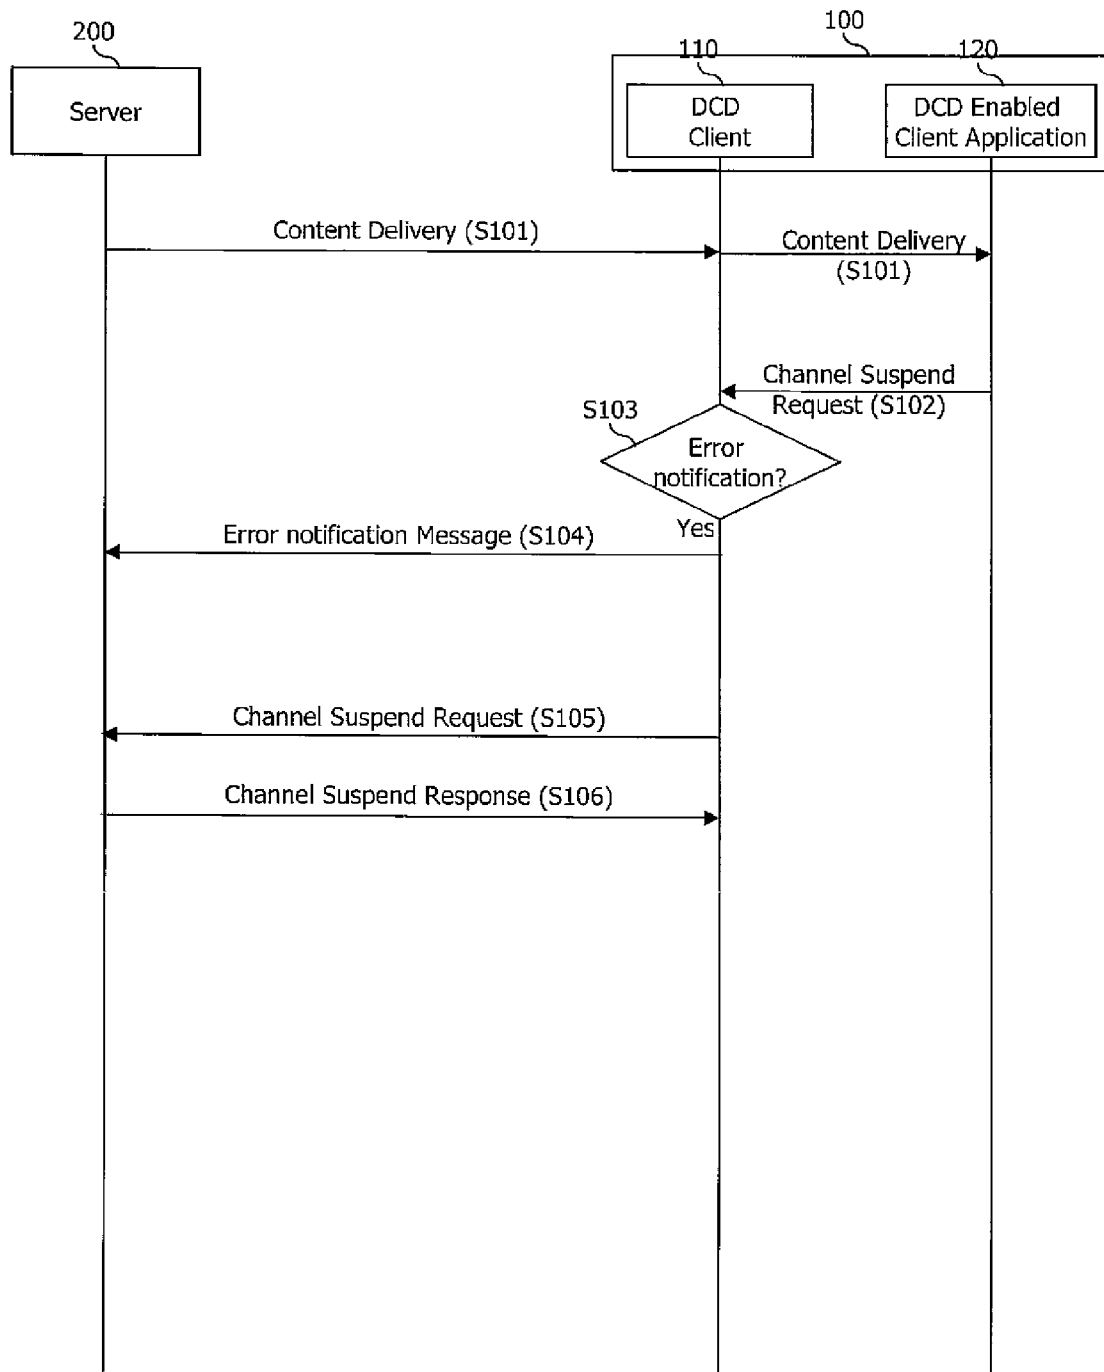 200
100
110
120
Server
DCD
Client
DCD Enabled
Client Application
Content Delivery (S101)
Content Delivery
(S101)
Channel Suspend
Request (S102)
S103
Error
notification?
Yes
Error notification Message (S104)
Channel Suspend Request (S105)
Channel Suspend Response (S106)